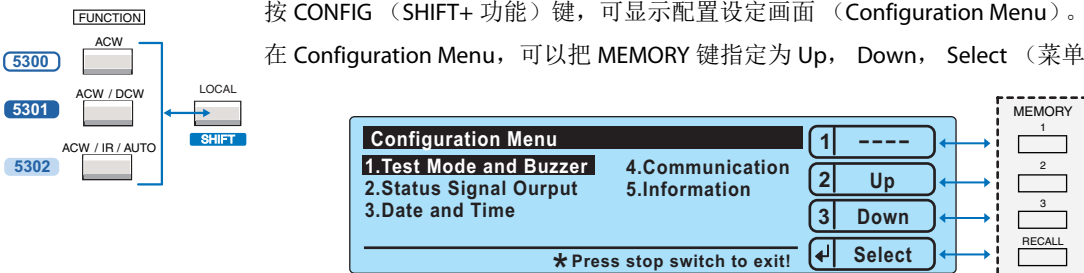 按 CONFIG （SHIFT+ 功能）键，可显示配置设定画面 （Configuration Menu）。
在 Configuration Menu，可以把 MEMORY 键指定为 Up， Down， Select （菜单
FUNCTION
ACW
5300
ACW / DCW
5301
ACW / IR / AUTO
5302
LOCAL
SHIFT
Configuration Menu
1.Test Mode and Buzzer
2.Status Signal Ourput
3.Date and Time
4.Communication
5.Information
*Press stop switch to exit!
1 ----
2 Up
3 Down
↵ Select
MEMORY
1
2
3
RECALL